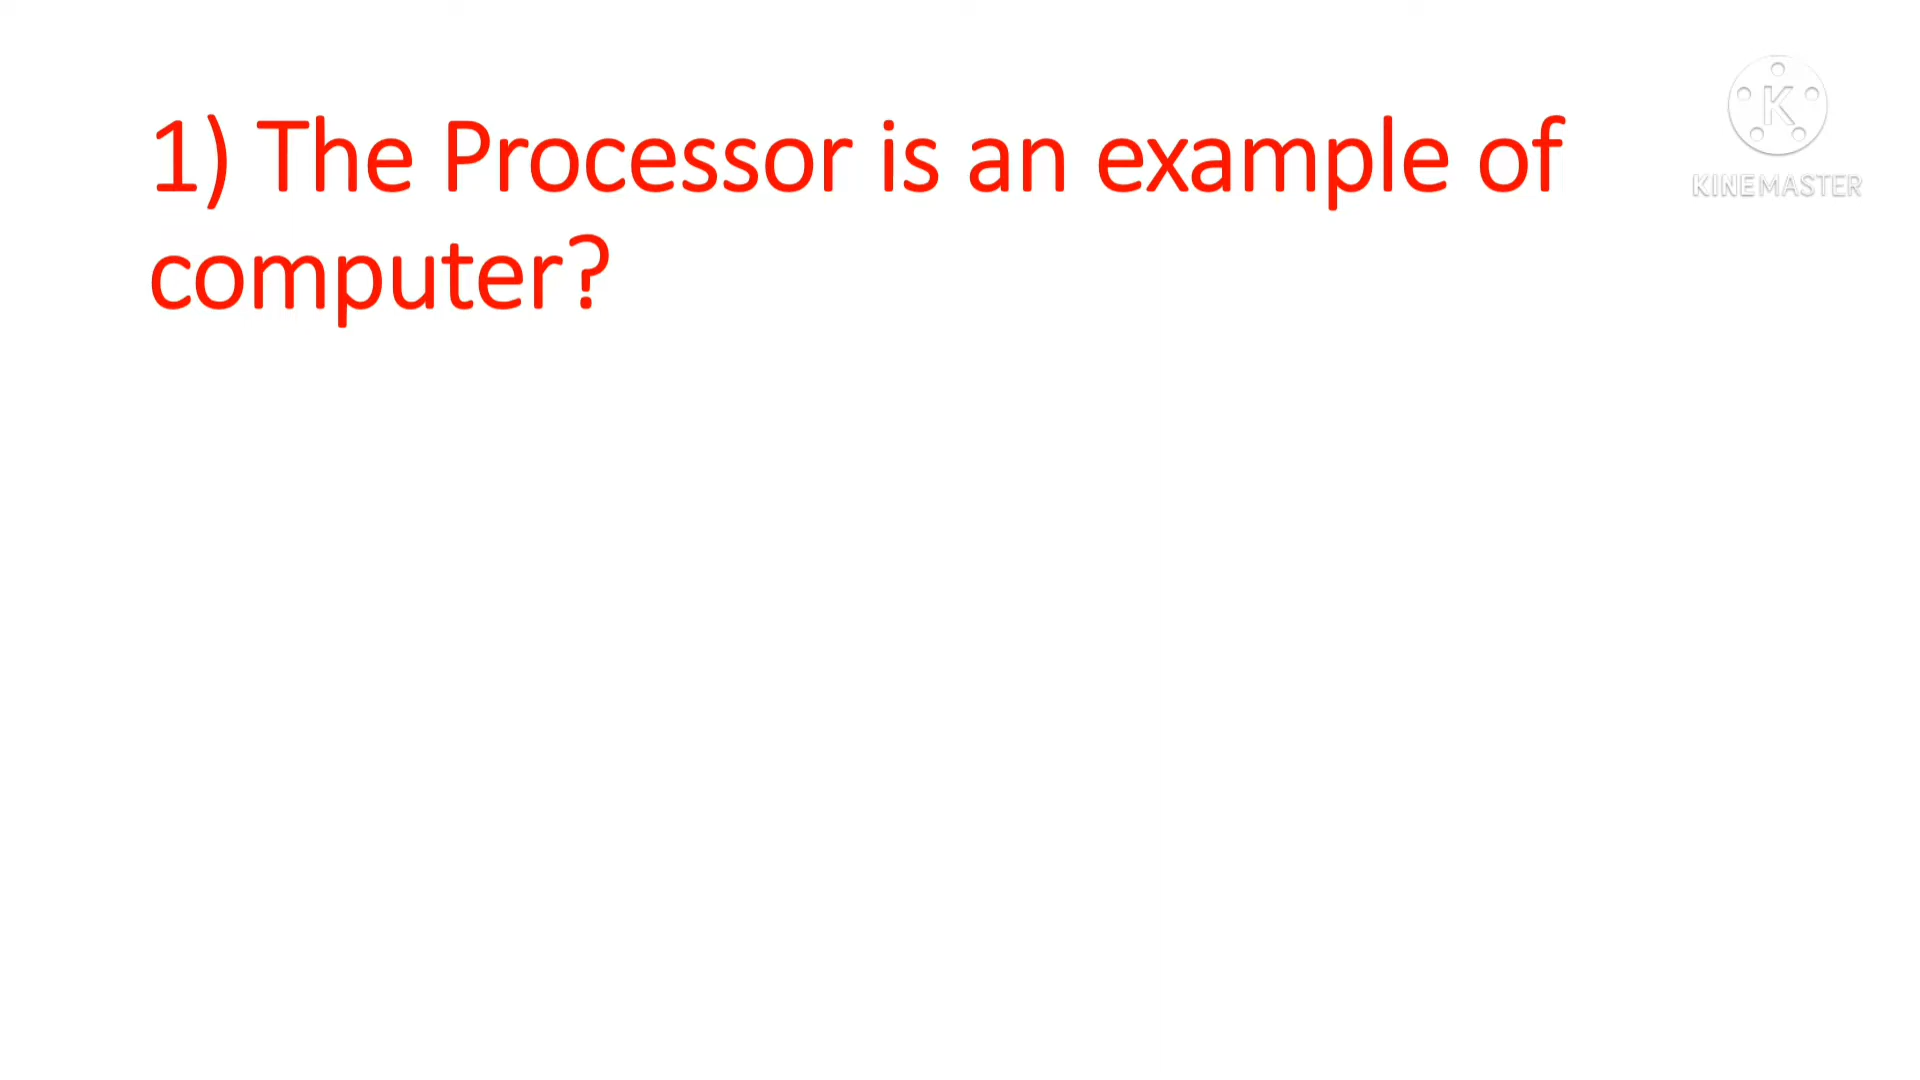 1) The Processor is an example of
computer?
K
KINEMASTER